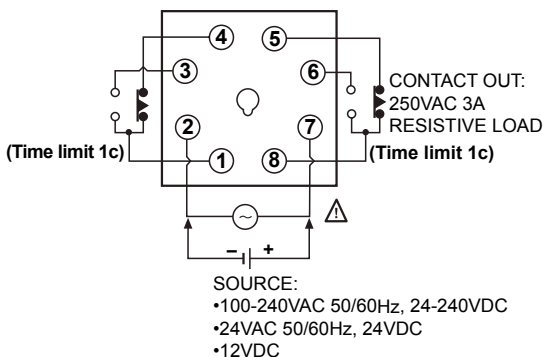 4 5
3 6
CONTACT OUT:
250VAC 3A
RESISTIVE LOAD
2 7
(Time limit 1c) 1 8 (Time limit 1c)
~
!
− +
SOURCE:
•100-240VAC 50/60Hz, 24-240VDC
•24VAC 50/60Hz, 24VDC
•12VDC